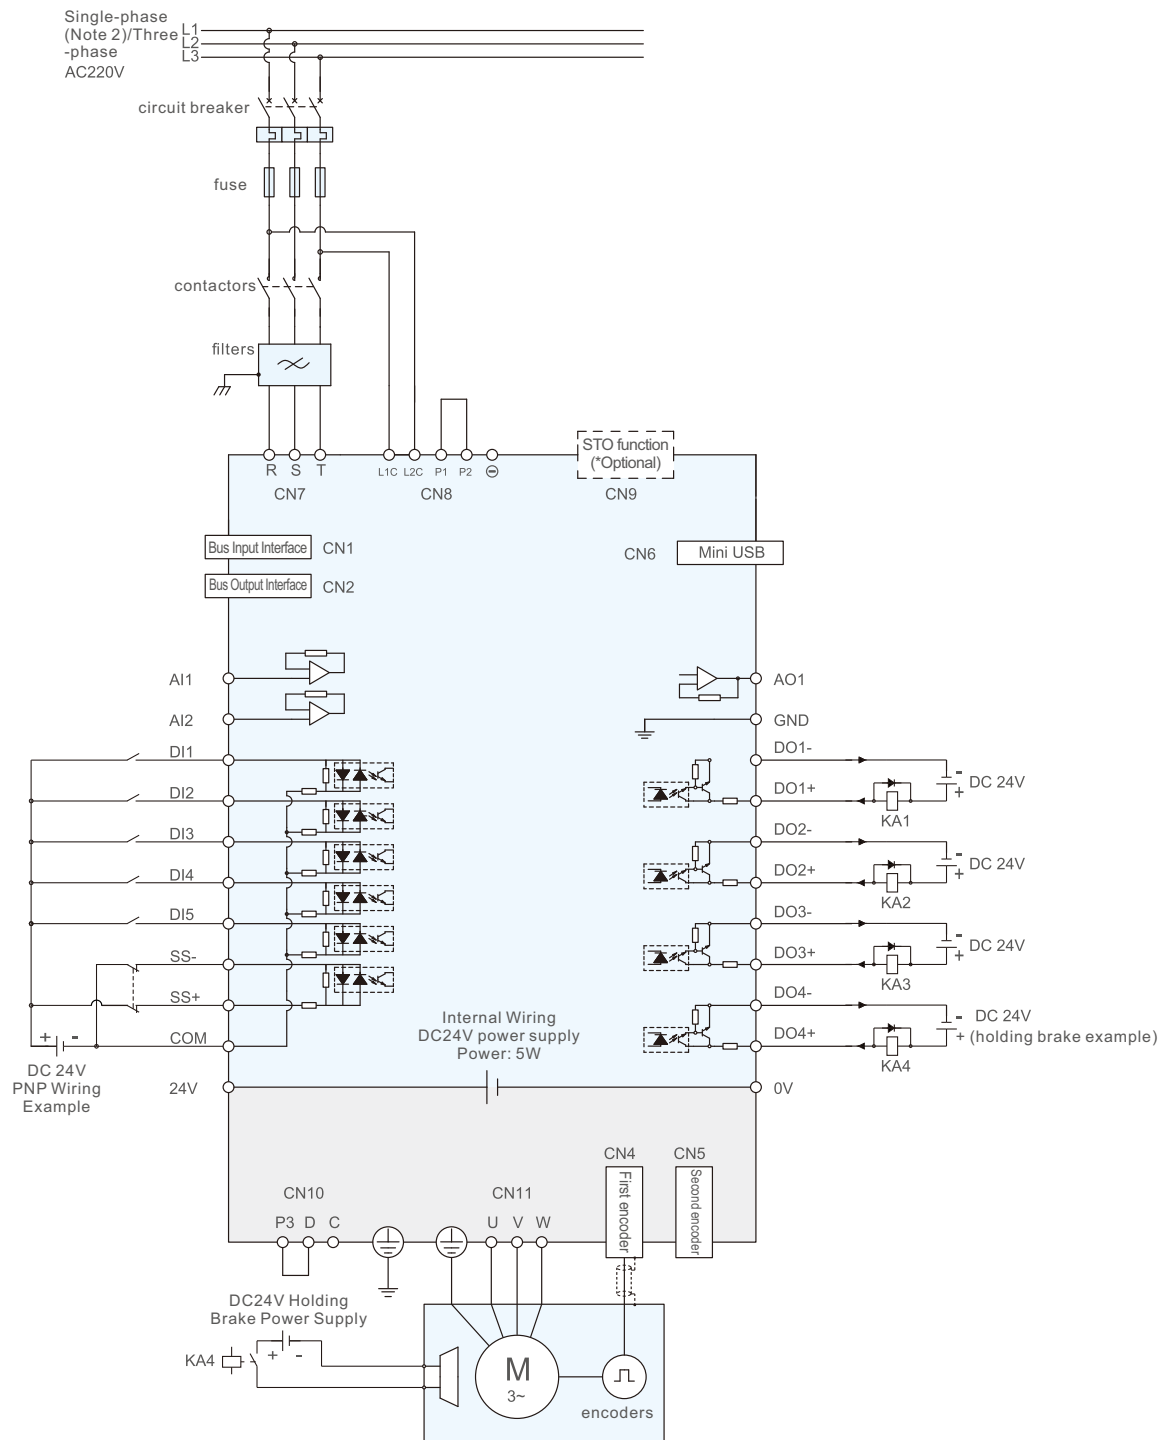 Single-phase
(Note 2)/Three
-phase
AC220V
L1
L2
L3
circuit breaker
fuse
contactors
filters
R S T
L1C L2C P1 P2 ⊖
STO function
(*Optional)
CN7
CN8
CN9
Bus Input Interface CN1
CN6 Mini USB
Bus Output Interface CN2
AI1
AO1
AI2
GND
DI1
DO1-
- DC 24V
+
DI2
DO1+
KA1
DI3
DO2-
- DC 24V
+
DI4
DO2+
KA2
DI5
DO3-
- DC 24V
+
SS-
DO3+
KA3
SS+
DO4-
- DC 24V
+ (holding brake example)
Internal Wiring
DC24V power supply
Power: 5W
+ -
COM
DO4+
KA4
DC 24V
PNP Wiring
Example
24V
0V
CN4
CN5
First encoder
Second encoder
CN10
CN11
P3 D C
U V W
DC24V Holding
Brake Power Supply
KA4
+ -
M
3~
encoders